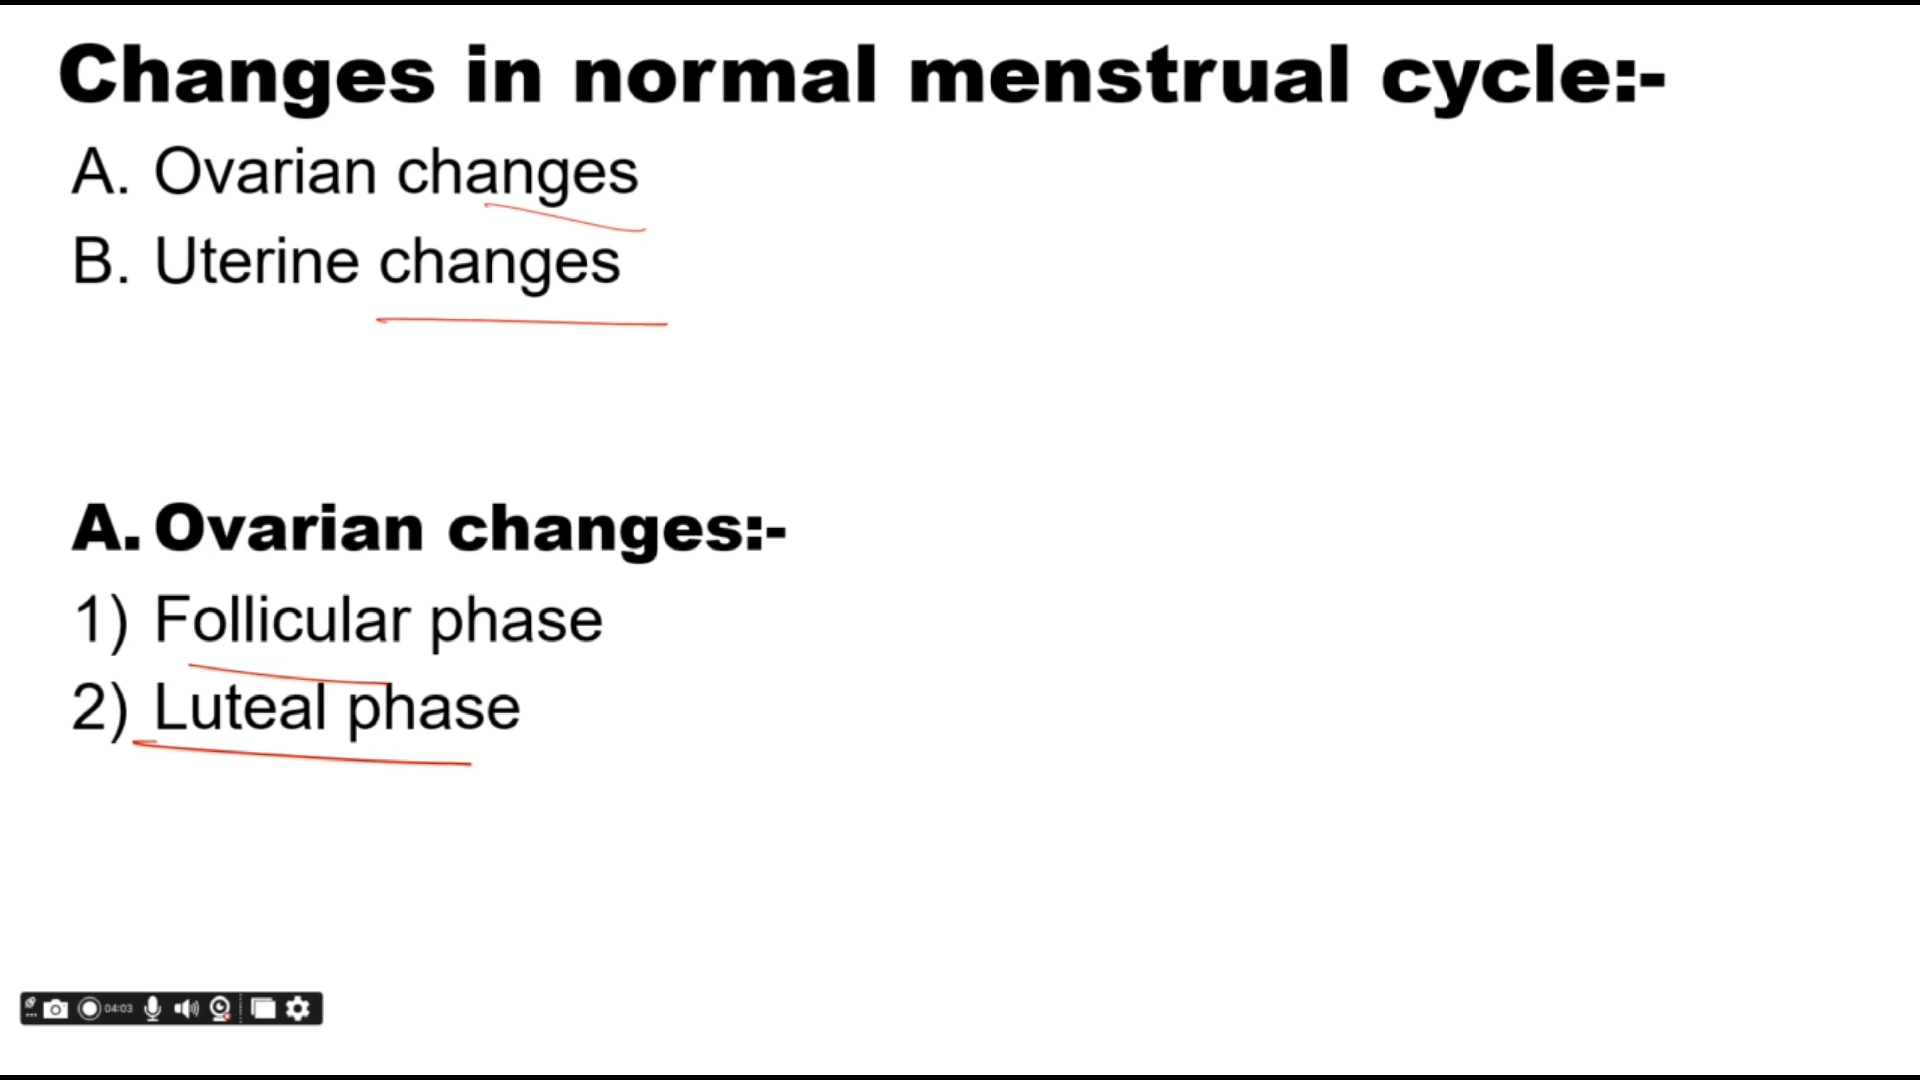 Changes in normal menstrual cycle:-
A. Ovarian changes
B. Uterine changes
A. Ovarian changes:-
1) Follicular phase
2) Luteal phase
04:03